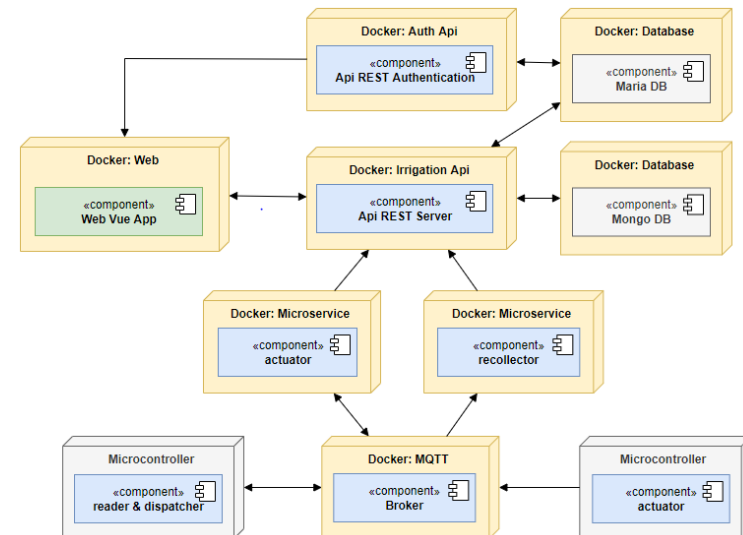 Docker: Auth Api
«component»
Api REST Authentication
Docker: Database
«component»
Maria DB
Docker: Web
«component»
Web Vue App
Docker: Irrigation Api
«component»
Api REST Server
Docker: Database
«component»
Mongo DB
Docker: Microservice
«component»
actuator
Docker: Microservice
«component»
recollector
Microcontroller
«component»
reader & dispatcher
Docker: MQTT
«component»
Broker
Microcontroller
«component»
actuator